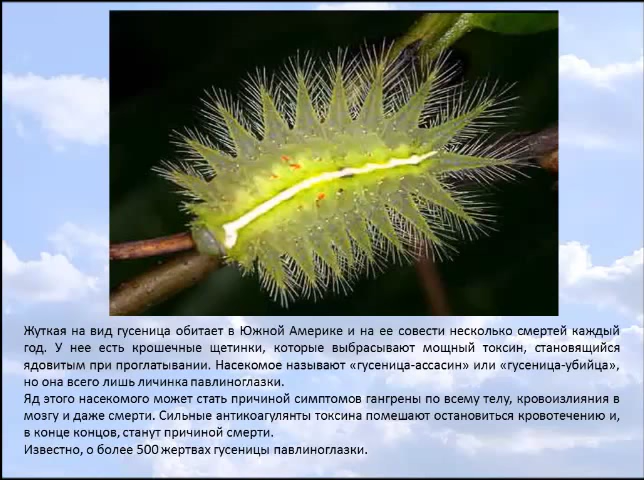 Жуткая на вид гусеница обитает в Южной Америке и на ее совести несколько смертей каждый
год. У нее есть крошечные щетинки, которые выбрасывают мощный токсин, становящийся
ядовитым при проглатывании. Насекомое называют «гусеница-ассасин» или «гусеница-убийца»,
но она всего лишь личинка павлиноглазки.
Яд этого насекомого может стать причиной симптомов гангрены по всему телу, кровоизлияния в
мозгу и даже смерти. Сильные антикоагулянты токсина помешают остановиться кровотечению и,
в конце концов, станут причиной смерти.
Известно, о более 500 жертвах гусеницы павлиноглазки.